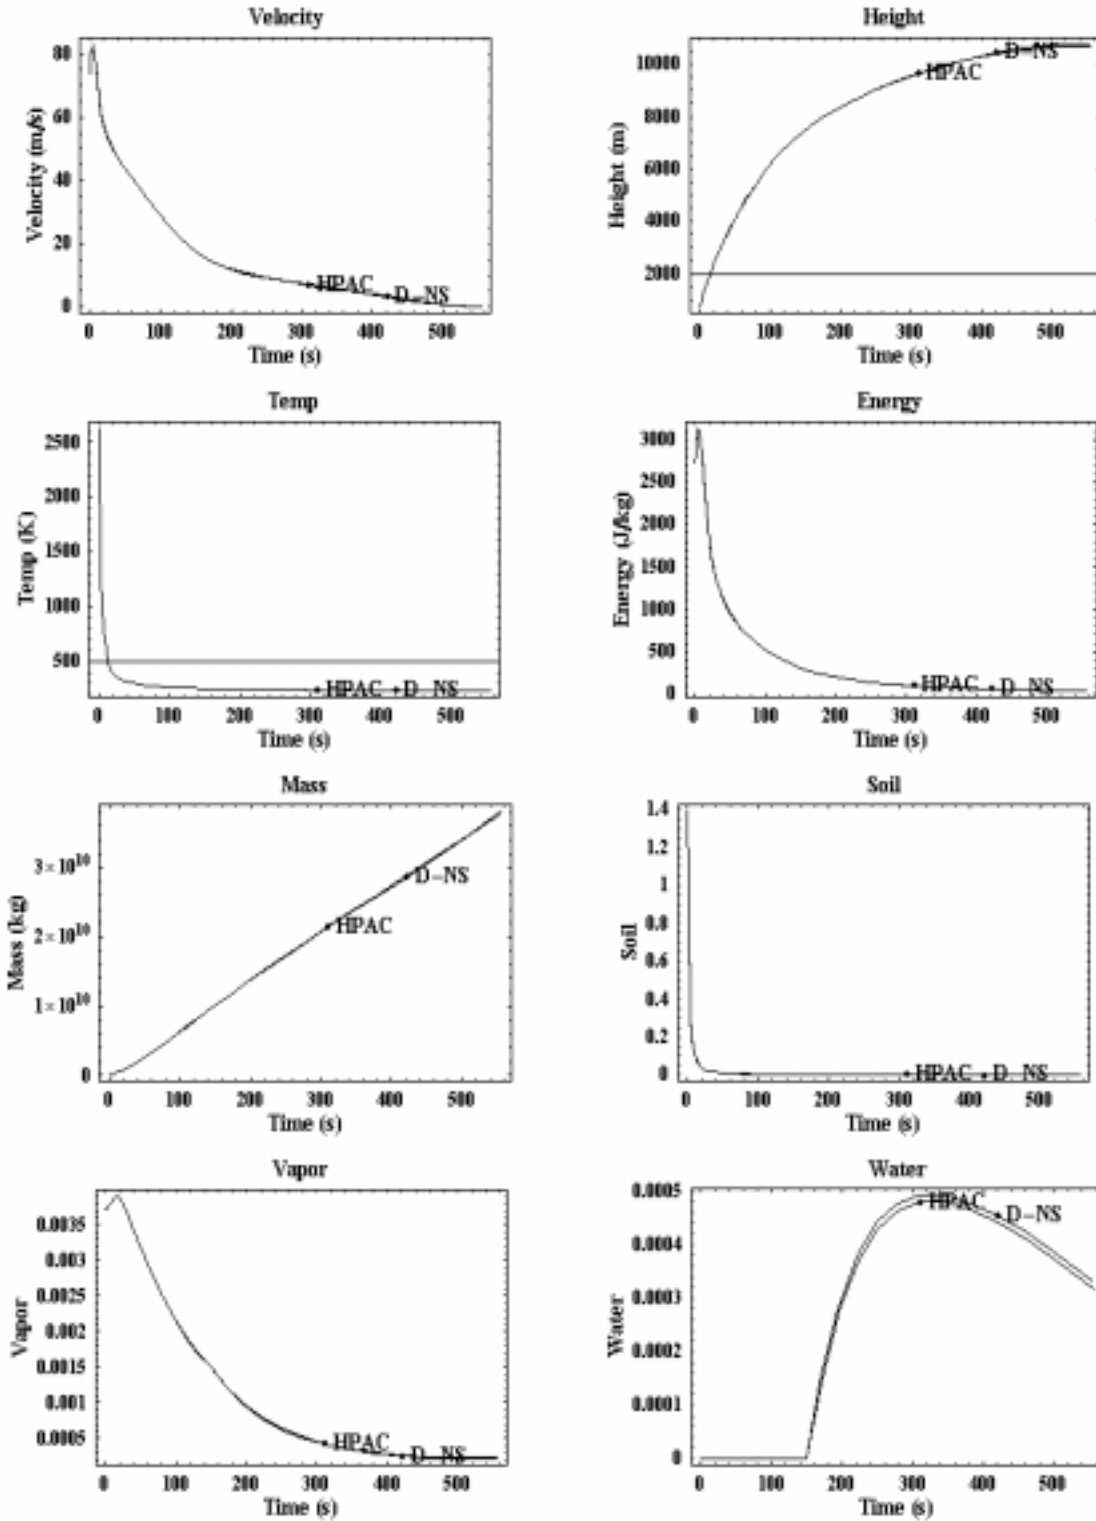 Velocity
80
60
40
20
0
Velocity (m/s)
HPAC
D-NS
0 100 200 300 400 500
Time (s)
Height
10000
8000
6000
4000
2000
Height (m)
D-NS
HPAC
0 100 200 300 400 500
Time (s)
Temp
2500
2000
1500
1000
500
Temp (K)
HPAC
D-NS
0 100 200 300 400 500
Time (s)
Energy
3000
2500
2000
1500
1000
500
0
Energy (J/kg)
HPAC
D-NS
0 100 200 300 400 500
Time (s)
Mass
3×10¹⁰
2×10¹⁰
1×10¹⁰
0
Mass (kg)
D-NS
HPAC
0 100 200 300 400 500
Time (s)
Soil
1.4
1.2
1
0.8
0.6
0.4
0.2
0
Soil
HPAC
D-NS
0 100 200 300 400 500
Time (s)
Vapor
0.0035
0.003
0.0025
0.002
0.0015
0.001
0.0005
Vapor
HPAC
D-NS
0 100 200 300 400 500
Time (s)
Water
0.0005
0.0004
0.0003
0.0002
0.0001
0
Water
HPAC
D-NS
0 100 200 300 400 500
Time (s)